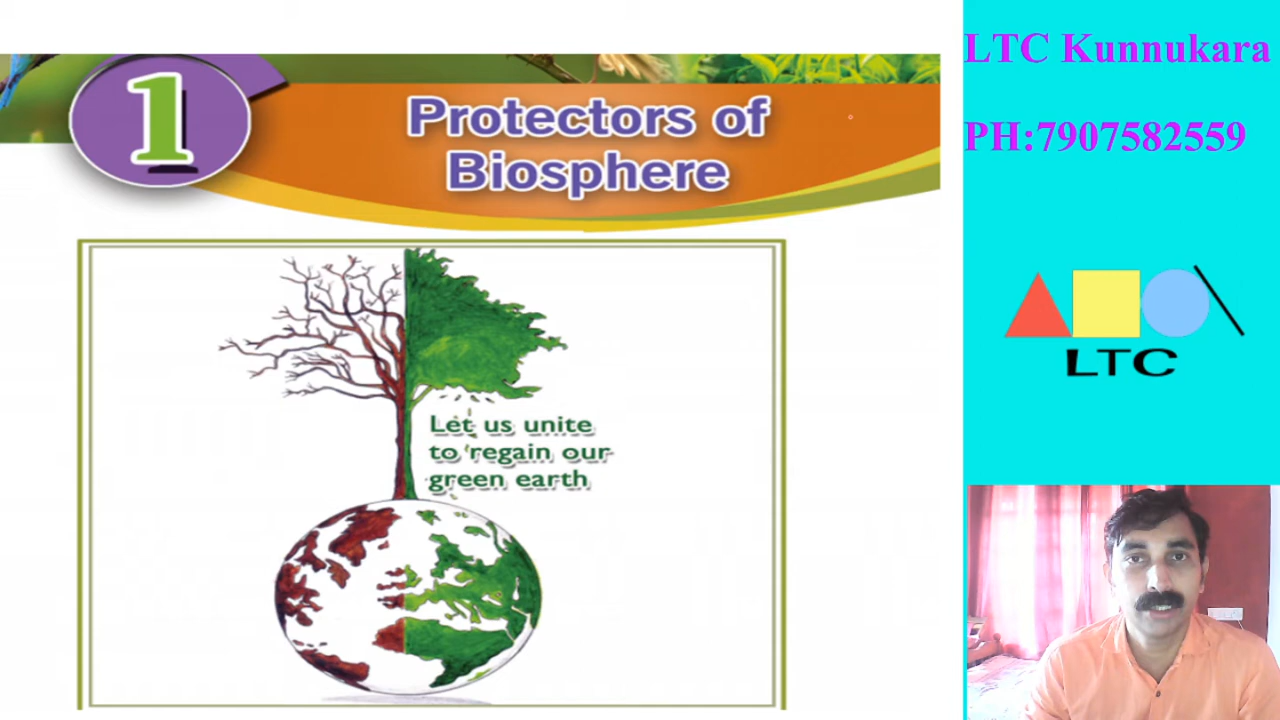 1
Protectors of
Biosphere
Let us unite
to regain our
green earth
LTC Kunnukara
PH:7907582559
LTC